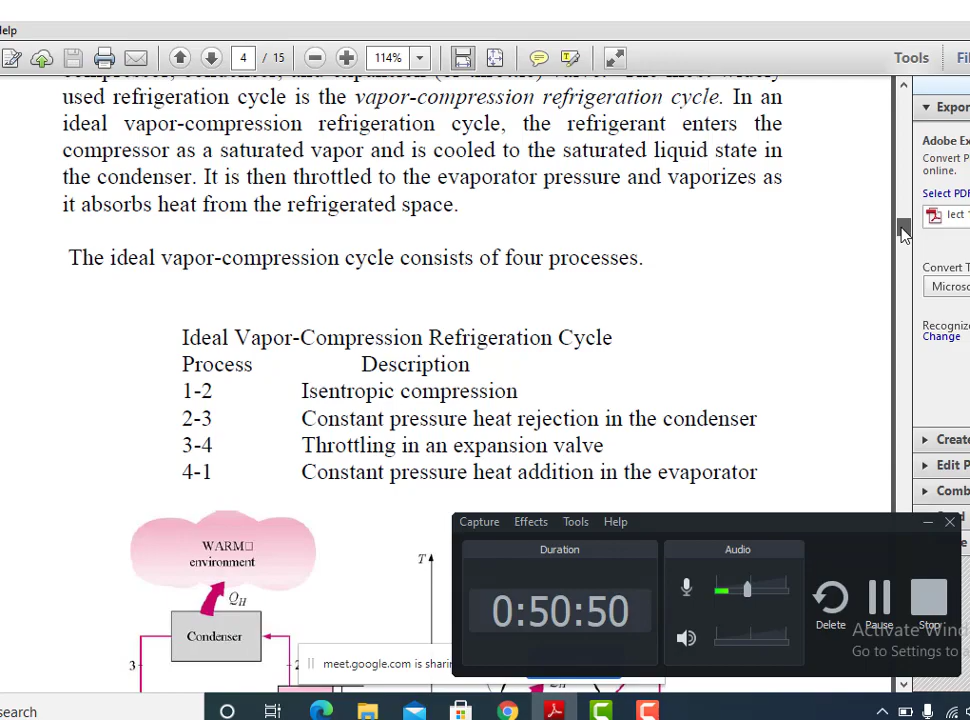 Help
4 / 15
114%
Tools
used refrigeration cycle is the vapor-compression refrigeration cycle. In an
ideal vapor-compression refrigeration cycle, the refrigerant enters the
compressor as a saturated vapor and is cooled to the saturated liquid state in
the condenser. It is then throttled to the evaporator pressure and vaporizes as
it absorbs heat from the refrigerated space.
The ideal vapor-compression cycle consists of four processes.
Ideal Vapor-Compression Refrigeration Cycle
Process Description
1-2 Isentropic compression
2-3 Constant pressure heat rejection in the condenser
3-4 Throttling in an expansion valve
4-1 Constant pressure heat addition in the evaporator
WARM□
environment
QH
Condenser
3
2
T
QH
Adobe Ex
Convert P
online.
Select PDF
lect
Convert T
Microso
Recogniz
Change
Edit P
Comb
Capture Effects Tools Help
Duration
0:50:50
Audio
Delete
Pause
Stop
Activate Wind
Go to Settings to a
meet.google.com is sharin
search